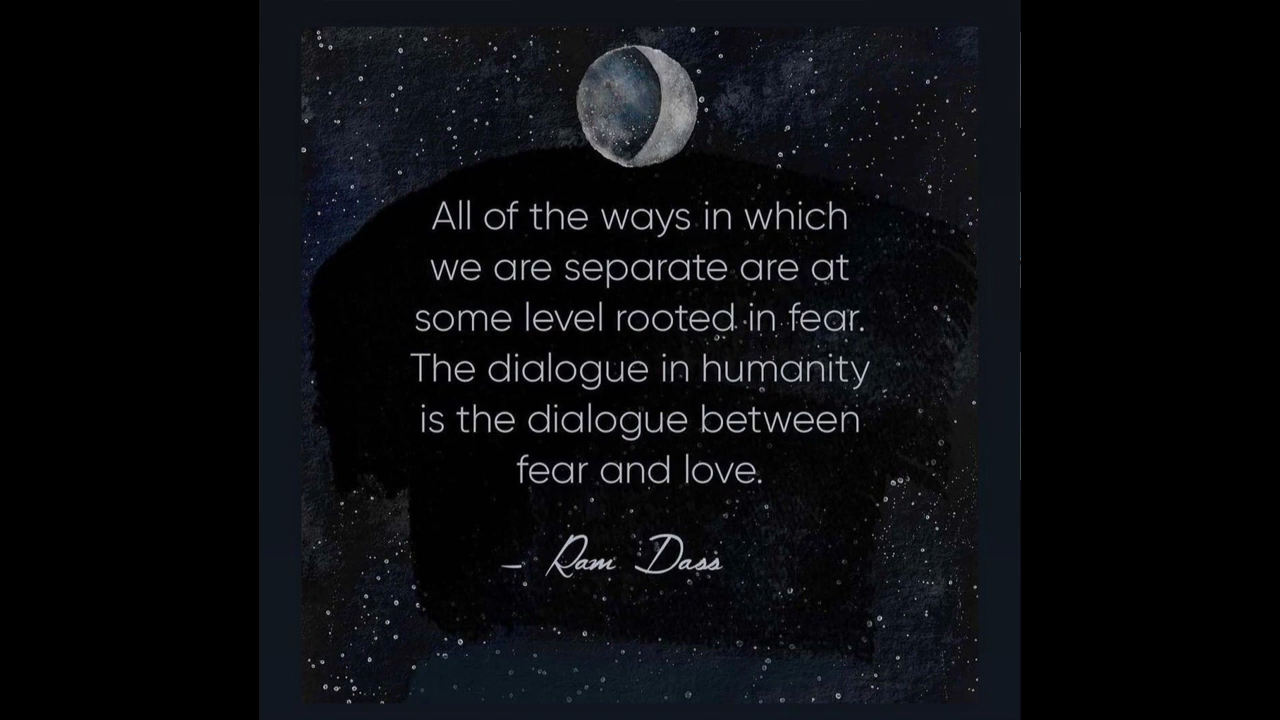 All of the ways in which
we are separate are at
some level rooted in fear.
The dialogue in humanity
is the dialogue between
fear and love.
– Ram Dass